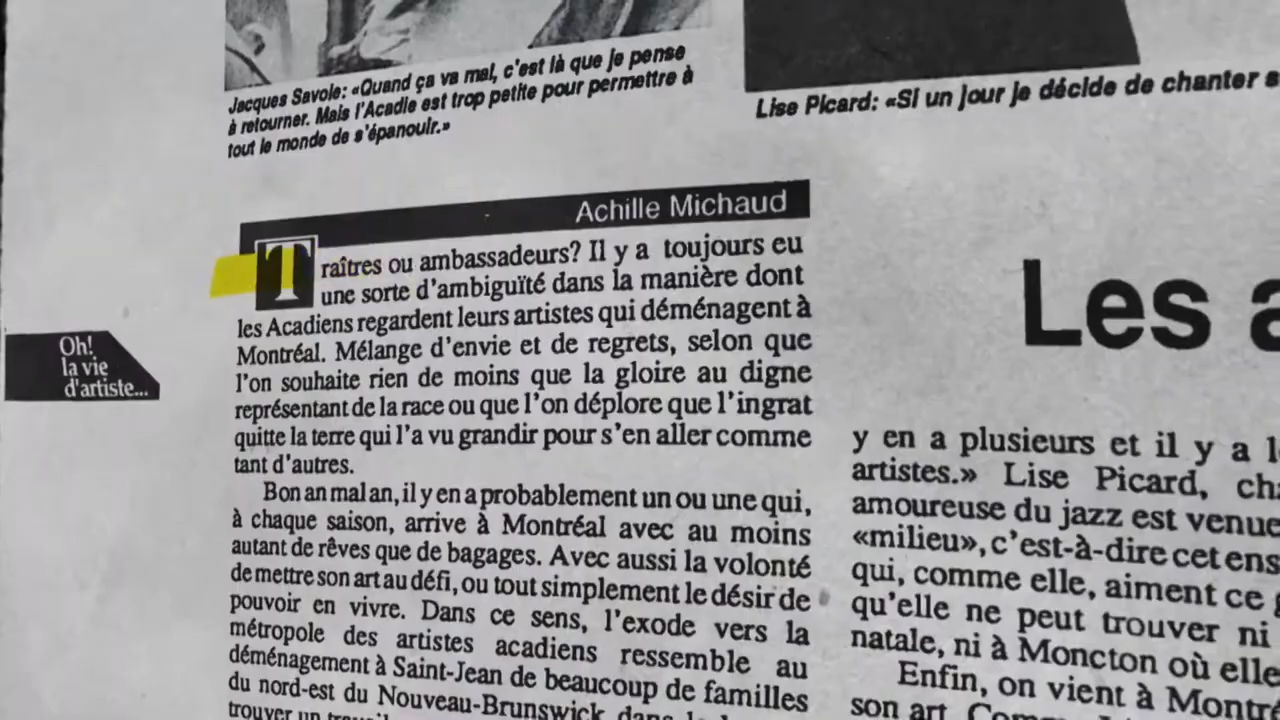 Jacques Savoie: «Quand ça va mal, c'est là que je pense
à retourner. Mais l'Acadie est trop petite pour permettre à
tout le monde de s'épanouir.»
Lise Picard: «Si un jour je décide de chanter
Achille Michaud
Traîtres ou ambassadeurs? Il y a toujours eu
une sorte d'ambiguïté dans la manière dont
les Acadiens regardent leurs artistes qui déménagent à
Montréal. Mélange d'envie et de regrets, selon que
l'on souhaite rien de moins que la gloire au digne
représentant de la race ou que l'on déplore que l'ingrat
quitte la terre qui l'a vu grandir pour s'en aller comme
tant d'autres.
Bon an mal an, il y en a probablement un ou une qui,
à chaque saison, arrive à Montréal avec au moins
autant de rêves que de bagages. Avec aussi la volonté
de mettre son art au défi, ou tout simplement le désir de
pouvoir en vivre. Dans ce sens, l'exode vers la
métropole des artistes acadiens ressemble au
déménagement à Saint-Jean de beaucoup de familles
du nord-est du Nouveau-Brunswick dans
trouver un
Oh!
la vie
d'artiste...
Les
y en a plusieurs et il y a
artistes.» Lise Picard,
amoureuse du jazz est venue
«milieu», c'est-à-dire cet
qui, comme elle, aiment ce
qu'elle ne peut trouver ni
natale, ni à Moncton où elle
Enfin, on vient à
son art.